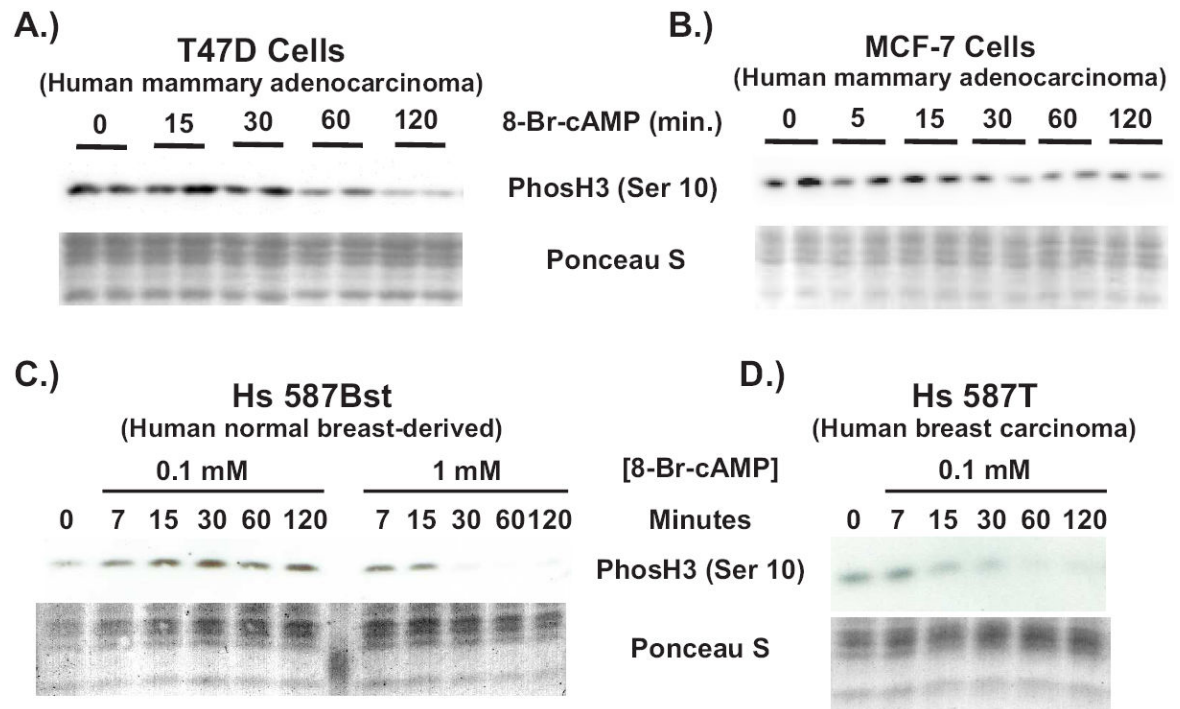 A.)
T47D Cells
(Human mammary adenocarcinoma)
0 15 30 60 120
8-Br-cAMP (min.)
PhosH3 (Ser 10)
Ponceau S
B.)
MCF-7 Cells
(Human mammary adenocarcinoma)
0 5 15 30 60 120
C.)
Hs 587Bst
(Human normal breast-derived)
0.1 mM 1 mM
0 7 15 30 60 120 7 15 30 60 120
[8-Br-cAMP]
Minutes
PhosH3 (Ser 10)
Ponceau S
D.)
Hs 587T
(Human breast carcinoma)
0.1 mM
0 7 15 30 60 120